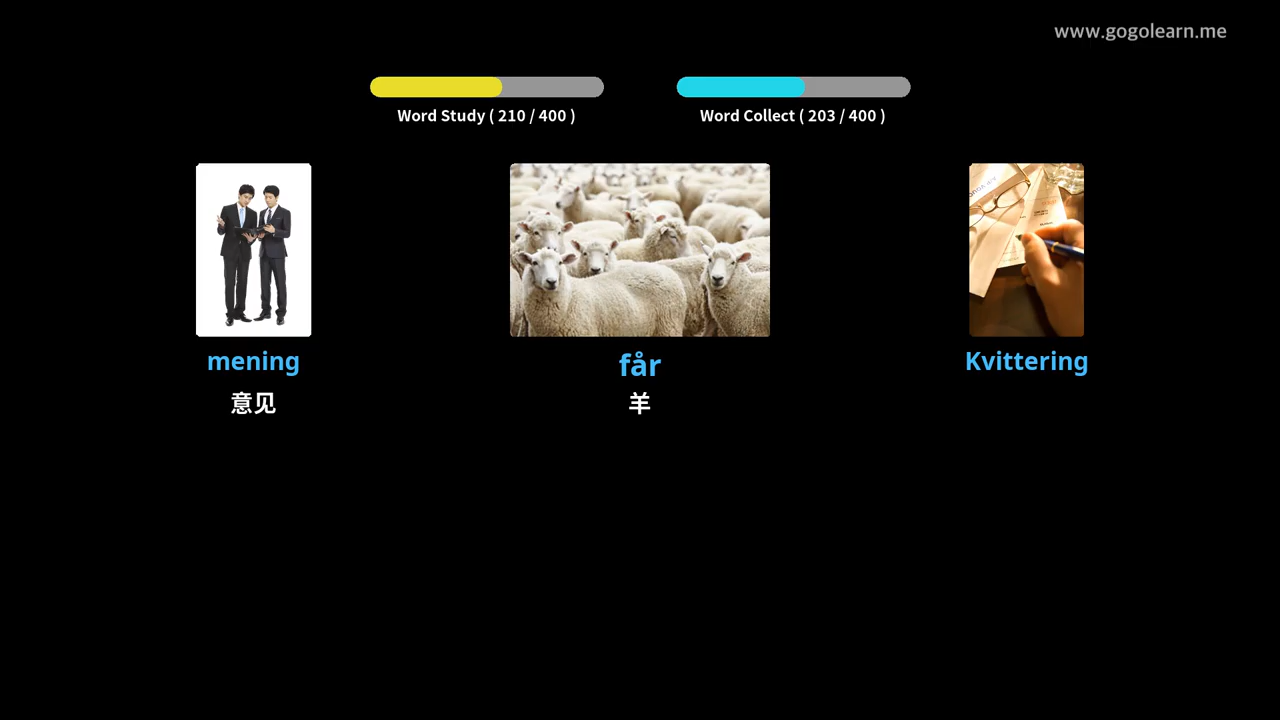 www.gogolearn.me
Word Study ( 210 / 400 )
Word Collect ( 203 / 400 )
mening
får
Kvittering
意见
羊